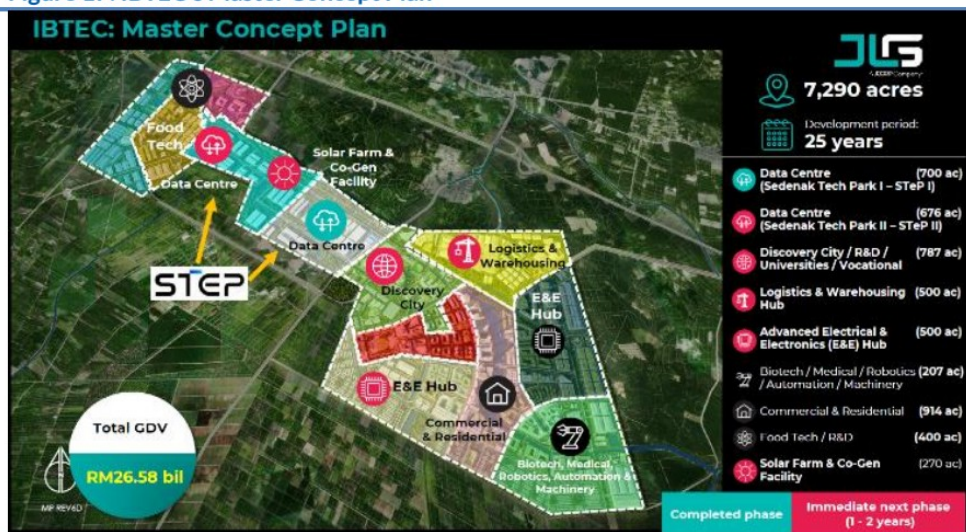 IBTEC: Master Concept Plan
JLG
7,290 acres
Development period:
25 years
Food
Tech
Data Centre
Solar Farm &
Co-Gen
Facility
Data Centre
STEP
Discovery
City
Logistics &
Warehousing
E&E
Hub
E&E Hub
Commercial
& Residential
Biotech, Medical,
Robotics, Automation &
Machinery
Total GDV
RM26.58 bil
Data Centre (700 ac)
(Sedenak Tech Park I – STeP I)
Data Centre (676 ac)
(Sedenak Tech Park II – STeP II)
Discovery City / R&D / (787 ac)
Universities / Vocational
Logistics & Warehousing (500 ac)
Hub
Advanced Electrical & (500 ac)
Electronics (E&E) Hub
Biotech / Medical / Robotics (207 ac)
/ Automation / Machinery
Commercial & Residential (914 ac)
Food Tech / R&D (400 ac)
Solar Farm & Co-Gen (270 ac)
Facility
Completed phase
Immediate next phase
(1 - 2 years)